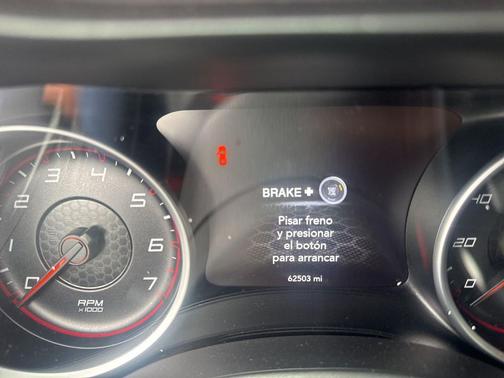 BRAKE +
Pisar freno
y presionar
el botón
para arrancar
62503 mi
0 1 2 3 4 5 6 7
RPM
x 1000
40
20
0